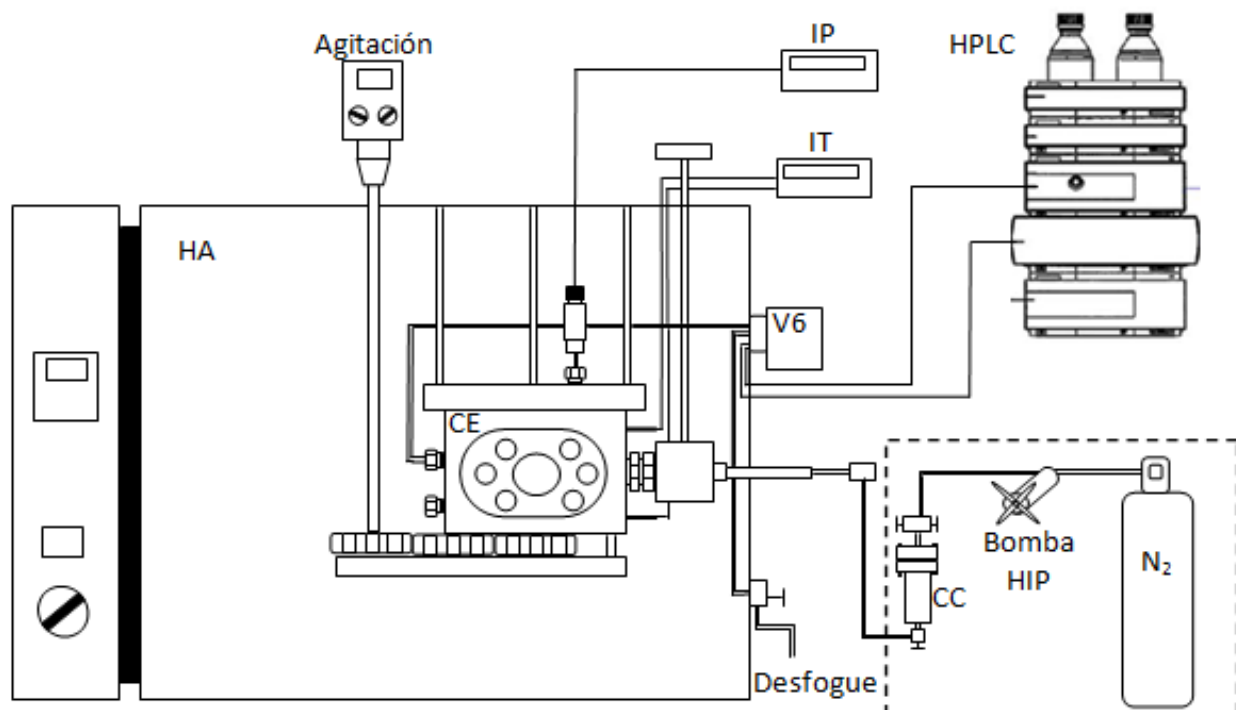 Agitación
IP
HPLC
IT
HA
V6
CE
Bomba
HIP
N₂
CC
Desfogue